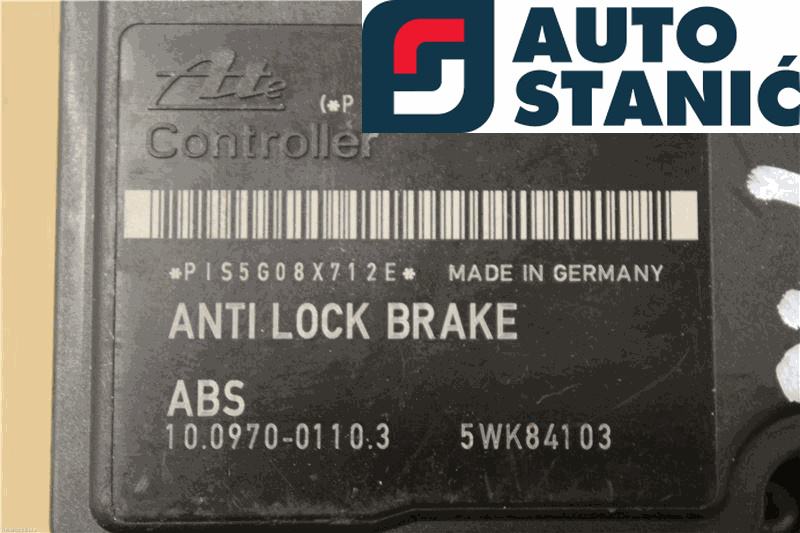 AUTO
STANIĆ
Ate
(*P
Controller
*PIS5G08X712E* MADE IN GERMANY
ANTI LOCK BRAKE
ABS
10.0970-0110.3 5WK84103